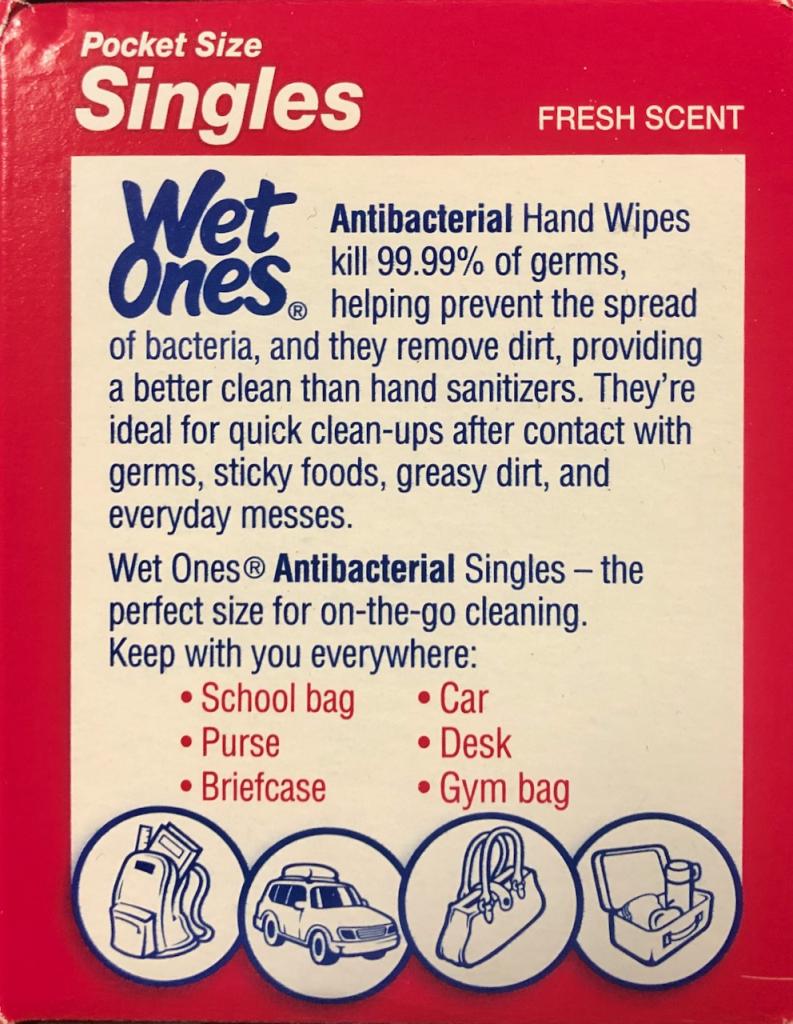 Pocket Size
Singles
FRESH SCENT
Wet
Ones®
Antibacterial Hand Wipes
kill 99.99% of germs,
helping prevent the spread
of bacteria, and they remove dirt, providing
a better clean than hand sanitizers. They're
ideal for quick clean-ups after contact with
germs, sticky foods, greasy dirt, and
everyday messes.
Wet Ones® Antibacterial Singles – the
perfect size for on-the-go cleaning.
Keep with you everywhere:
• School bag
• Purse
• Briefcase
• Car
• Desk
• Gym bag